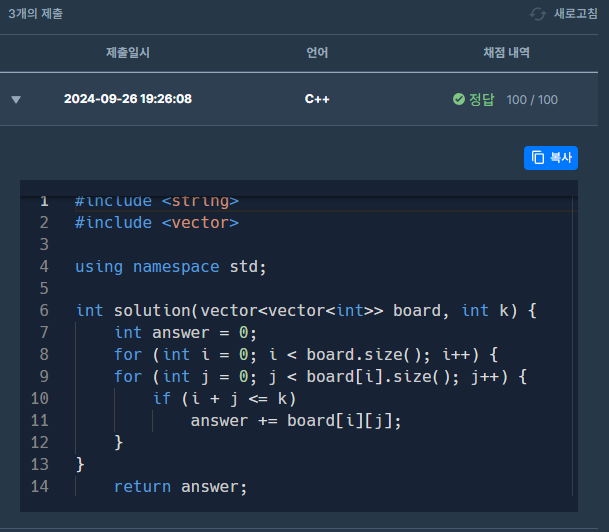 3개의 제출 새로고침
제출일시 언어 채점 내역
2024-09-26 19:26:08 C++ 정답 100 / 100
복사
1 #include <string>
2 #include <vector>
3
4 using namespace std;
5
6 int solution(vector<vector<int>> board, int k) {
7     int answer = 0;
8     for (int i = 0; i < board.size(); i++) {
9     for (int j = 0; j < board[i].size(); j++) {
10         if (i + j <= k)
11             answer += board[i][j];
12     }
13 }
14     return answer;